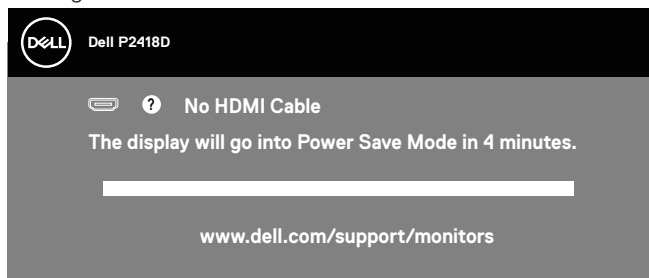 DELL Dell P2418D
? No HDMI Cable
The display will go into Power Save Mode in 4 minutes.
www.dell.com/support/monitors